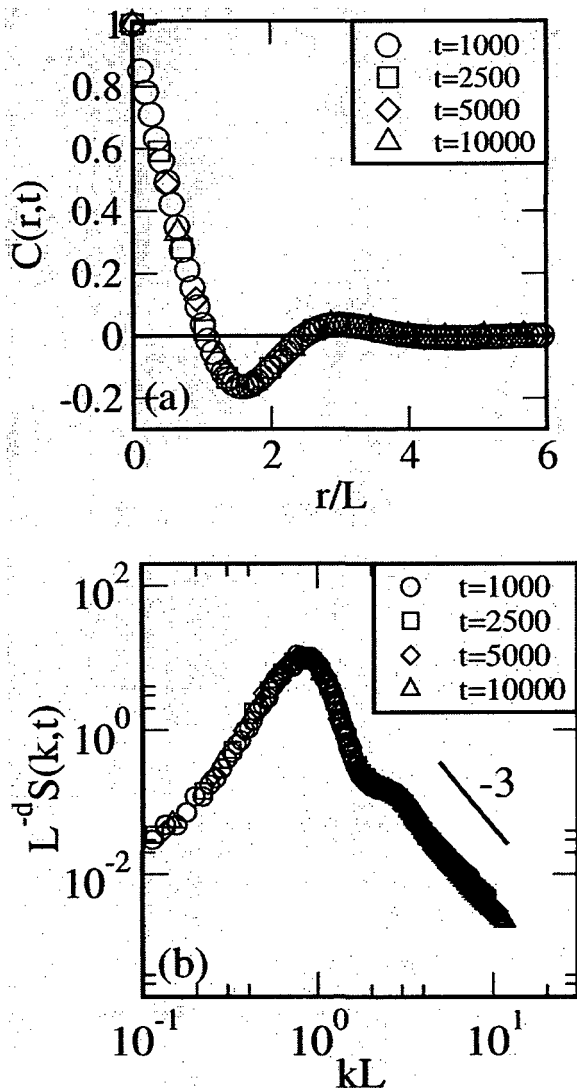 1
0.8
0.6
0.4
0.2
0
-0.2
C(r,t)
t=1000
t=2500
t=5000
t=10000
(a)
0 2 4 6
r/L
10^2
10^0
10^-2
L^-d S(k,t)
t=1000
t=2500
t=5000
t=10000
-3
(b)
10^-1 10^0 10^1
kL